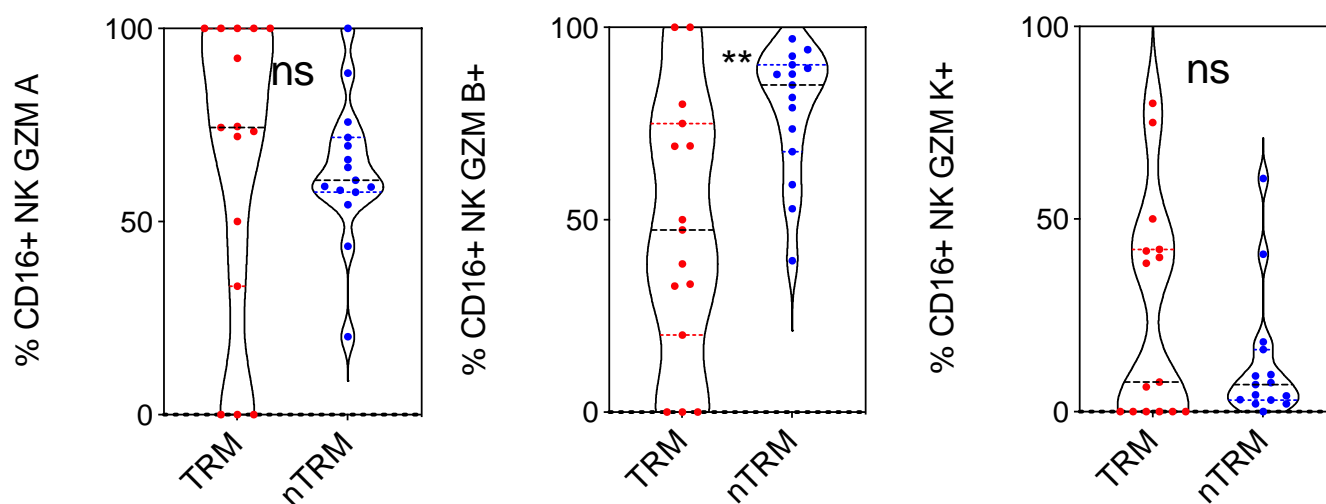 % CD16+ NK GZM A
100
50
0
ns
TRM
nTRM
% CD16+ NK GZM B+
100
50
0
**
TRM
nTRM
% CD16+ NK GZM K+
100
50
0
ns
TRM
nTRM